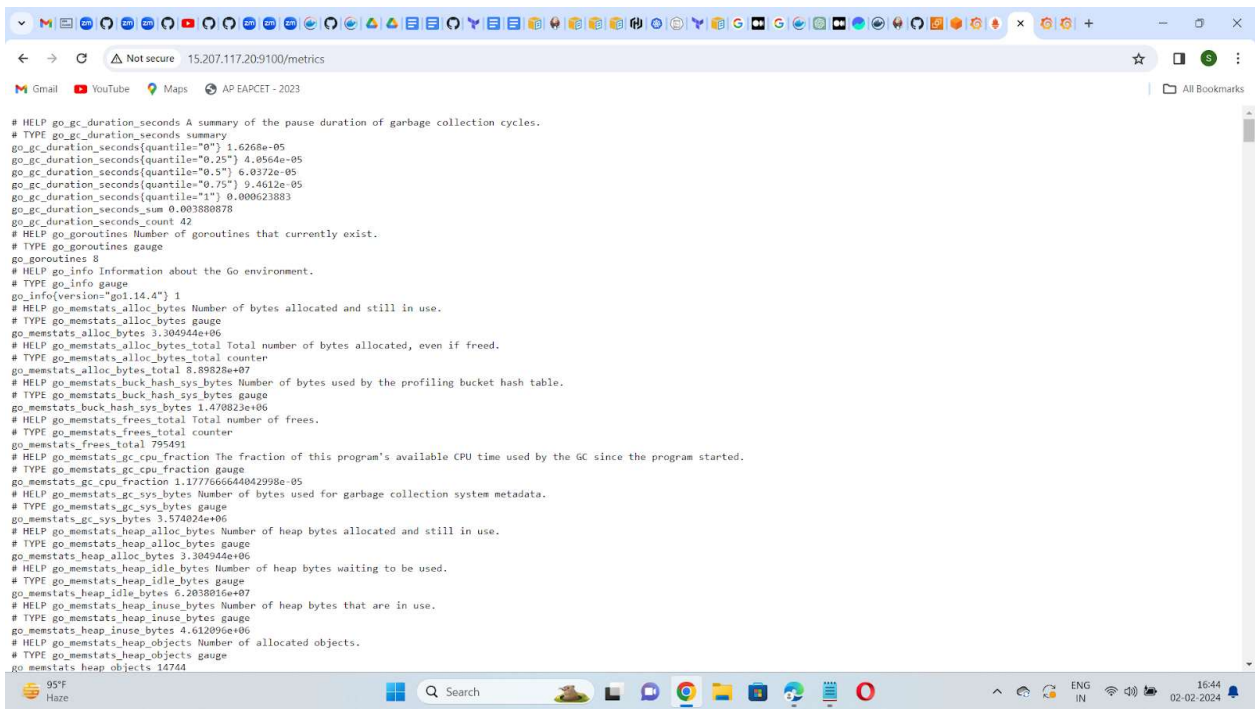 Not secure 15.207.117.20:9100/metrics
Gmail YouTube Maps AP EAPCET - 2023 All Bookmarks
# HELP go_gc_duration_seconds A summary of the pause duration of garbage collection cycles.
# TYPE go_gc_duration_seconds summary
go_gc_duration_seconds{quantile="0"} 1.6268e-05
go_gc_duration_seconds{quantile="0.25"} 4.0564e-05
go_gc_duration_seconds{quantile="0.5"} 6.0372e-05
go_gc_duration_seconds{quantile="0.75"} 9.4612e-05
go_gc_duration_seconds{quantile="1"} 0.000623883
go_gc_duration_seconds_sum 0.003880878
go_gc_duration_seconds_count 42
# HELP go_goroutines Number of goroutines that currently exist.
# TYPE go_goroutines gauge
go_goroutines 8
# HELP go_info Information about the Go environment.
# TYPE go_info gauge
go_info{version="go1.14.4"} 1
# HELP go_memstats_alloc_bytes Number of bytes allocated and still in use.
# TYPE go_memstats_alloc_bytes gauge
go_memstats_alloc_bytes 3.304944e+06
# HELP go_memstats_alloc_bytes_total Total number of bytes allocated, even if freed.
# TYPE go_memstats_alloc_bytes_total counter
go_memstats_alloc_bytes_total 8.89828e+07
# HELP go_memstats_buck_hash_sys_bytes Number of bytes used by the profiling bucket hash table.
# TYPE go_memstats_buck_hash_sys_bytes gauge
go_memstats_buck_hash_sys_bytes 1.470823e+06
# HELP go_memstats_frees_total Total number of frees.
# TYPE go_memstats_frees_total counter
go_memstats_frees_total 795491
# HELP go_memstats_gc_cpu_fraction The fraction of this program's available CPU time used by the GC since the program started.
# TYPE go_memstats_gc_cpu_fraction gauge
go_memstats_gc_cpu_fraction 1.1777666644042998e-05
# HELP go_memstats_gc_sys_bytes Number of bytes used for garbage collection system metadata.
# TYPE go_memstats_gc_sys_bytes gauge
go_memstats_gc_sys_bytes 3.574024e+06
# HELP go_memstats_heap_alloc_bytes Number of heap bytes allocated and still in use.
# TYPE go_memstats_heap_alloc_bytes gauge
go_memstats_heap_alloc_bytes 3.304944e+06
# HELP go_memstats_heap_idle_bytes Number of heap bytes waiting to be used.
# TYPE go_memstats_heap_idle_bytes gauge
go_memstats_heap_idle_bytes 6.2038016e+07
# HELP go_memstats_heap_inuse_bytes Number of heap bytes that are in use.
# TYPE go_memstats_heap_inuse_bytes gauge
go_memstats_heap_inuse_bytes 4.612096e+06
# HELP go_memstats_heap_objects Number of allocated objects.
# TYPE go_memstats_heap_objects gauge
go_memstats_heap_objects 14744
95°F Search ENG 16:44
Haze IN 02-02-2024